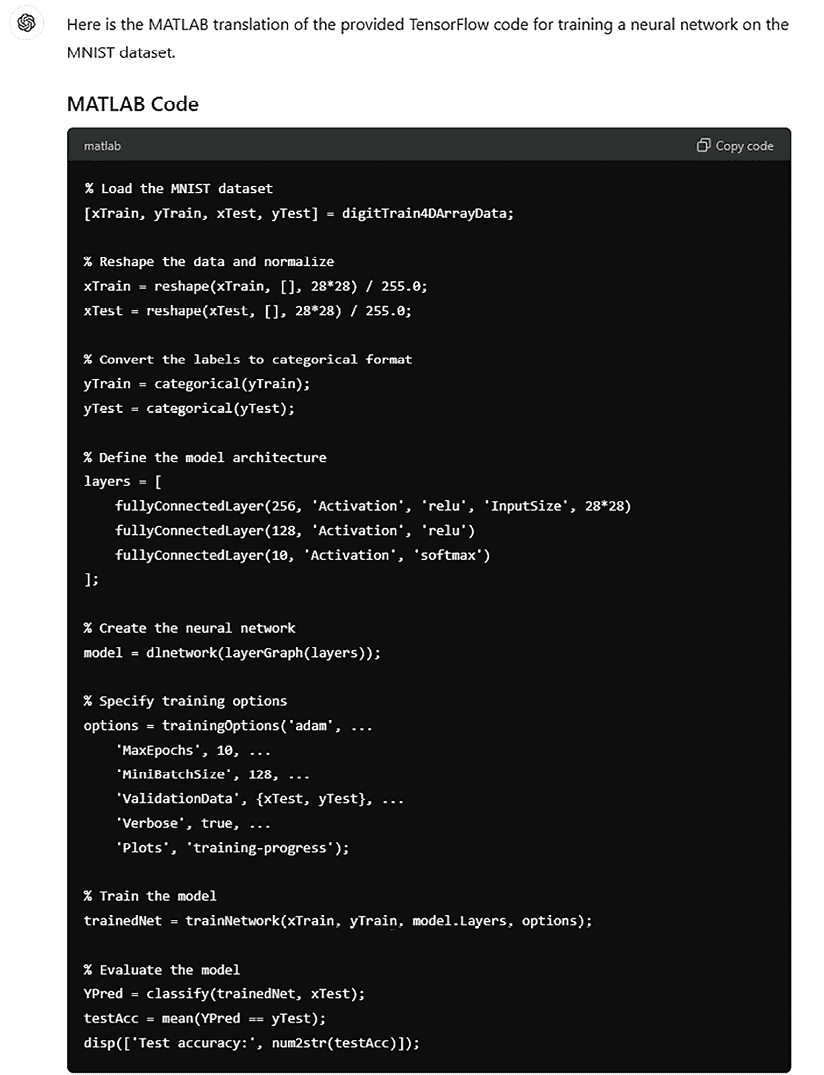 Here is the MATLAB translation of the provided TensorFlow code for training a neural network on the
MNIST dataset.
MATLAB Code
matlab
Copy code
% Load the MNIST dataset
[xTrain, yTrain, xTest, yTest] = digitTrain4DArrayData;
% Reshape the data and normalize
xTrain = reshape(xTrain, [], 28*28) / 255.0;
xTest = reshape(xTest, [], 28*28) / 255.0;
% Convert the labels to categorical format
yTrain = categorical(yTrain);
yTest = categorical(yTest);
% Define the model architecture
layers = [
    fullyConnectedLayer(256, 'Activation', 'relu', 'InputSize', 28*28)
    fullyConnectedLayer(128, 'Activation', 'relu')
    fullyConnectedLayer(10, 'Activation', 'softmax')
];
% Create the neural network
model = dlnetwork(layerGraph(layers));
% Specify training options
options = trainingOptions('adam', ...
    'MaxEpochs', 10, ...
    'MiniBatchSize', 128, ...
    'ValidationData', {xTest, yTest}, ...
    'Verbose', true, ...
    'Plots', 'training-progress');
% Train the model
trainedNet = trainNetwork(xTrain, yTrain, model.Layers, options);
% Evaluate the model
YPred = classify(trainedNet, xTest);
testAcc = mean(YPred == yTest);
disp(['Test accuracy:', num2str(testAcc)]);